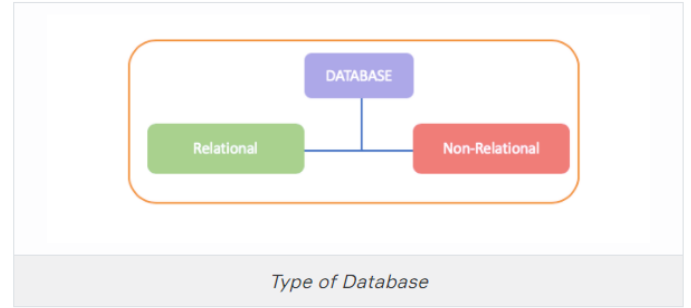 DATABASE
Relational
Non-Relational
Type of Database